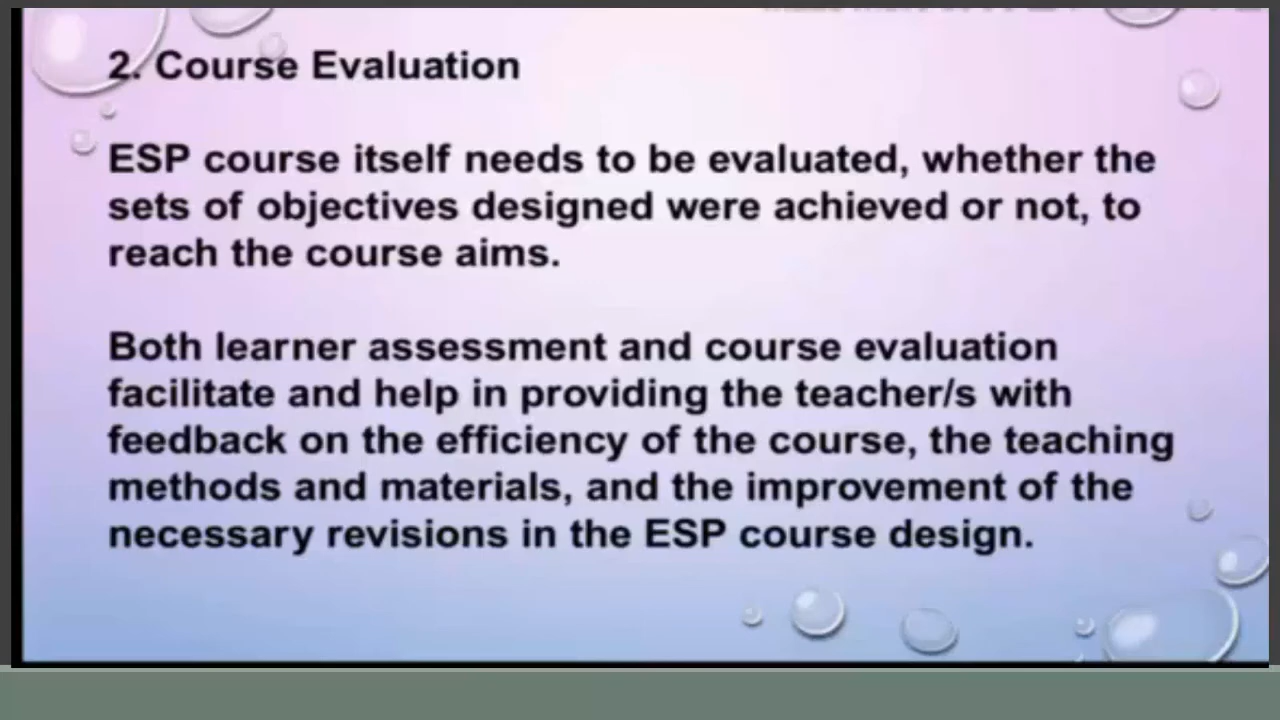 2. Course Evaluation
ESP course itself needs to be evaluated, whether the
sets of objectives designed were achieved or not, to
reach the course aims.
Both learner assessment and course evaluation
facilitate and help in providing the teacher/s with
feedback on the efficiency of the course, the teaching
methods and materials, and the improvement of the
necessary revisions in the ESP course design.